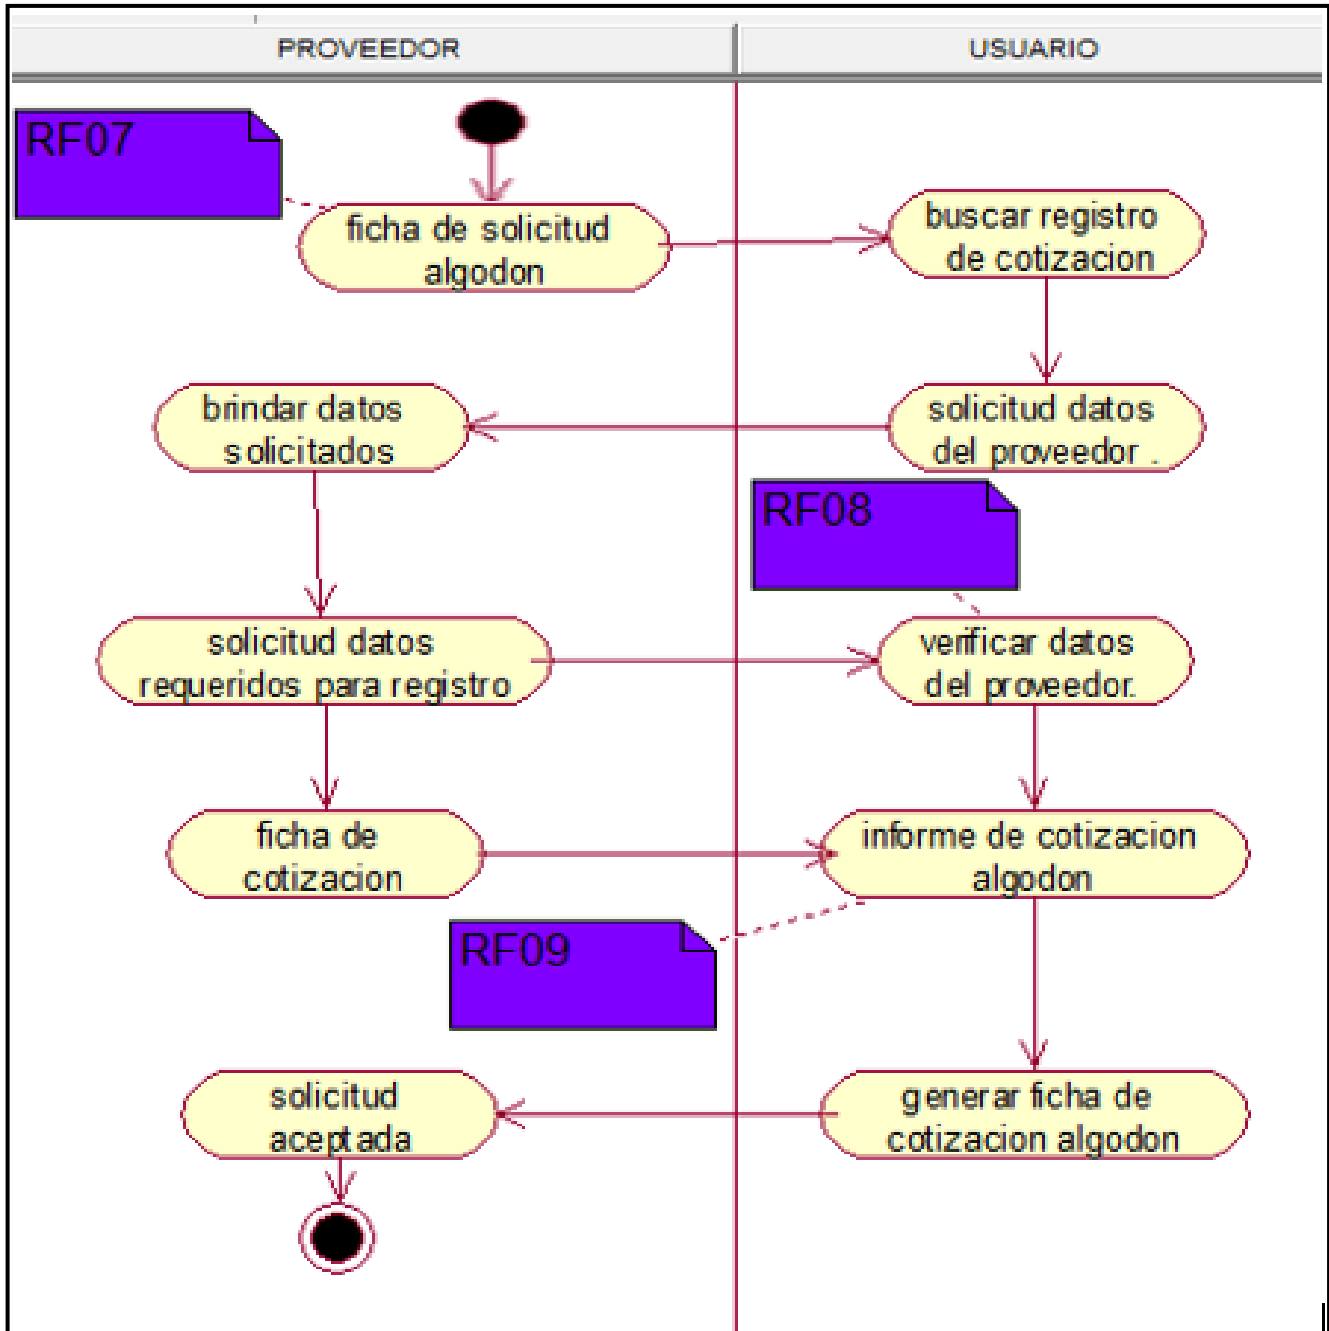 PROVEEDOR
USUARIO
RF07
ficha de solicitud
algodon
buscar registro
de cotizacion
brindar datos
solicitados
solicitud datos
del proveedor .
RF08
solicitud datos
requeridos para registro
verificar datos
del proveedor.
ficha de
cotizacion
informe de cotizacion
algodon
RF09
solicitud
aceptada
generar ficha de
cotizacion algodon